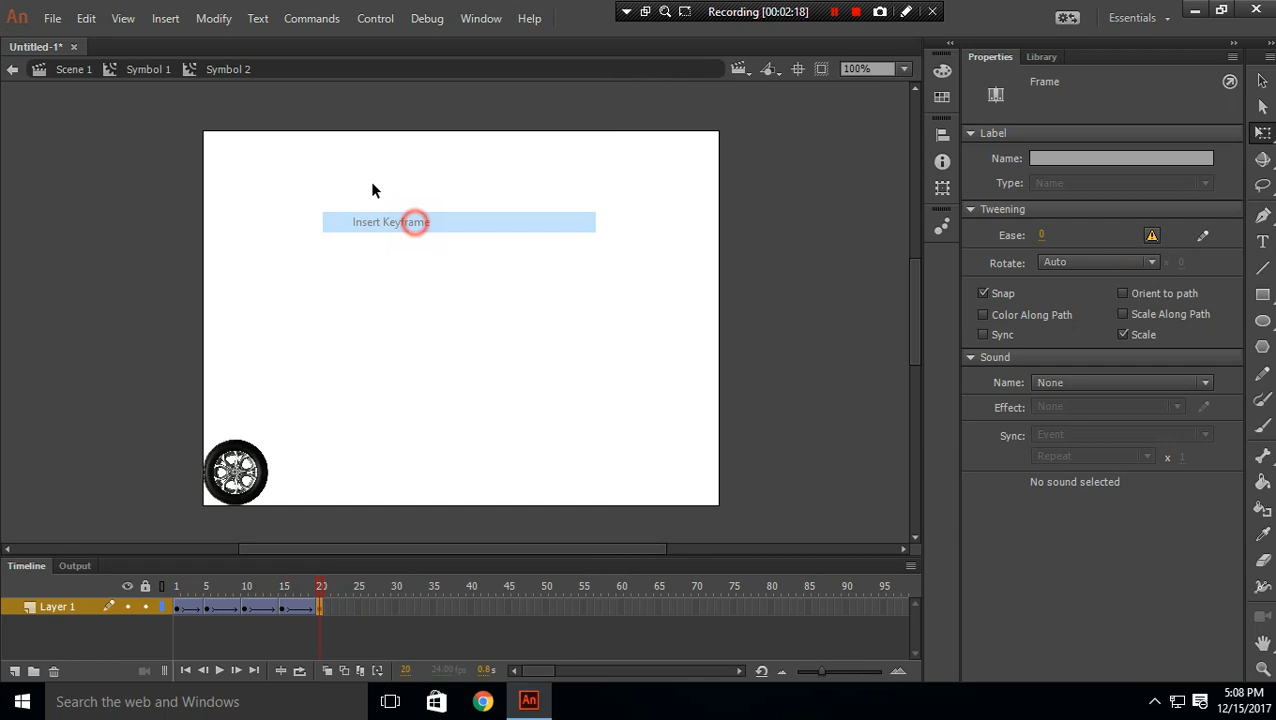 An File Edit View Insert Modify Text Commands Control Debug Window Help Recording [00:02:18] Essentials
Untitled-1* ×
Scene 1 Symbol 1 Symbol 2 100%
Properties Library
Frame
Label
Name:
Type: Name
Tweening
Ease: 0
Rotate: Auto x 0
Snap Orient to path
Color Along Path Scale Along Path
Sync Scale
Sound
Name: None
Effect: None
Sync: Event
Repeat x 1
No sound selected
Insert Keyframe
Timeline Output
1 5 10 15 20 25 30 35 40 45 50 55 60 65 70 75 80 85 90 95
Layer 1
20 24.00 fps 0.8 s
Search the web and Windows An 5:08 PM
12/15/2017